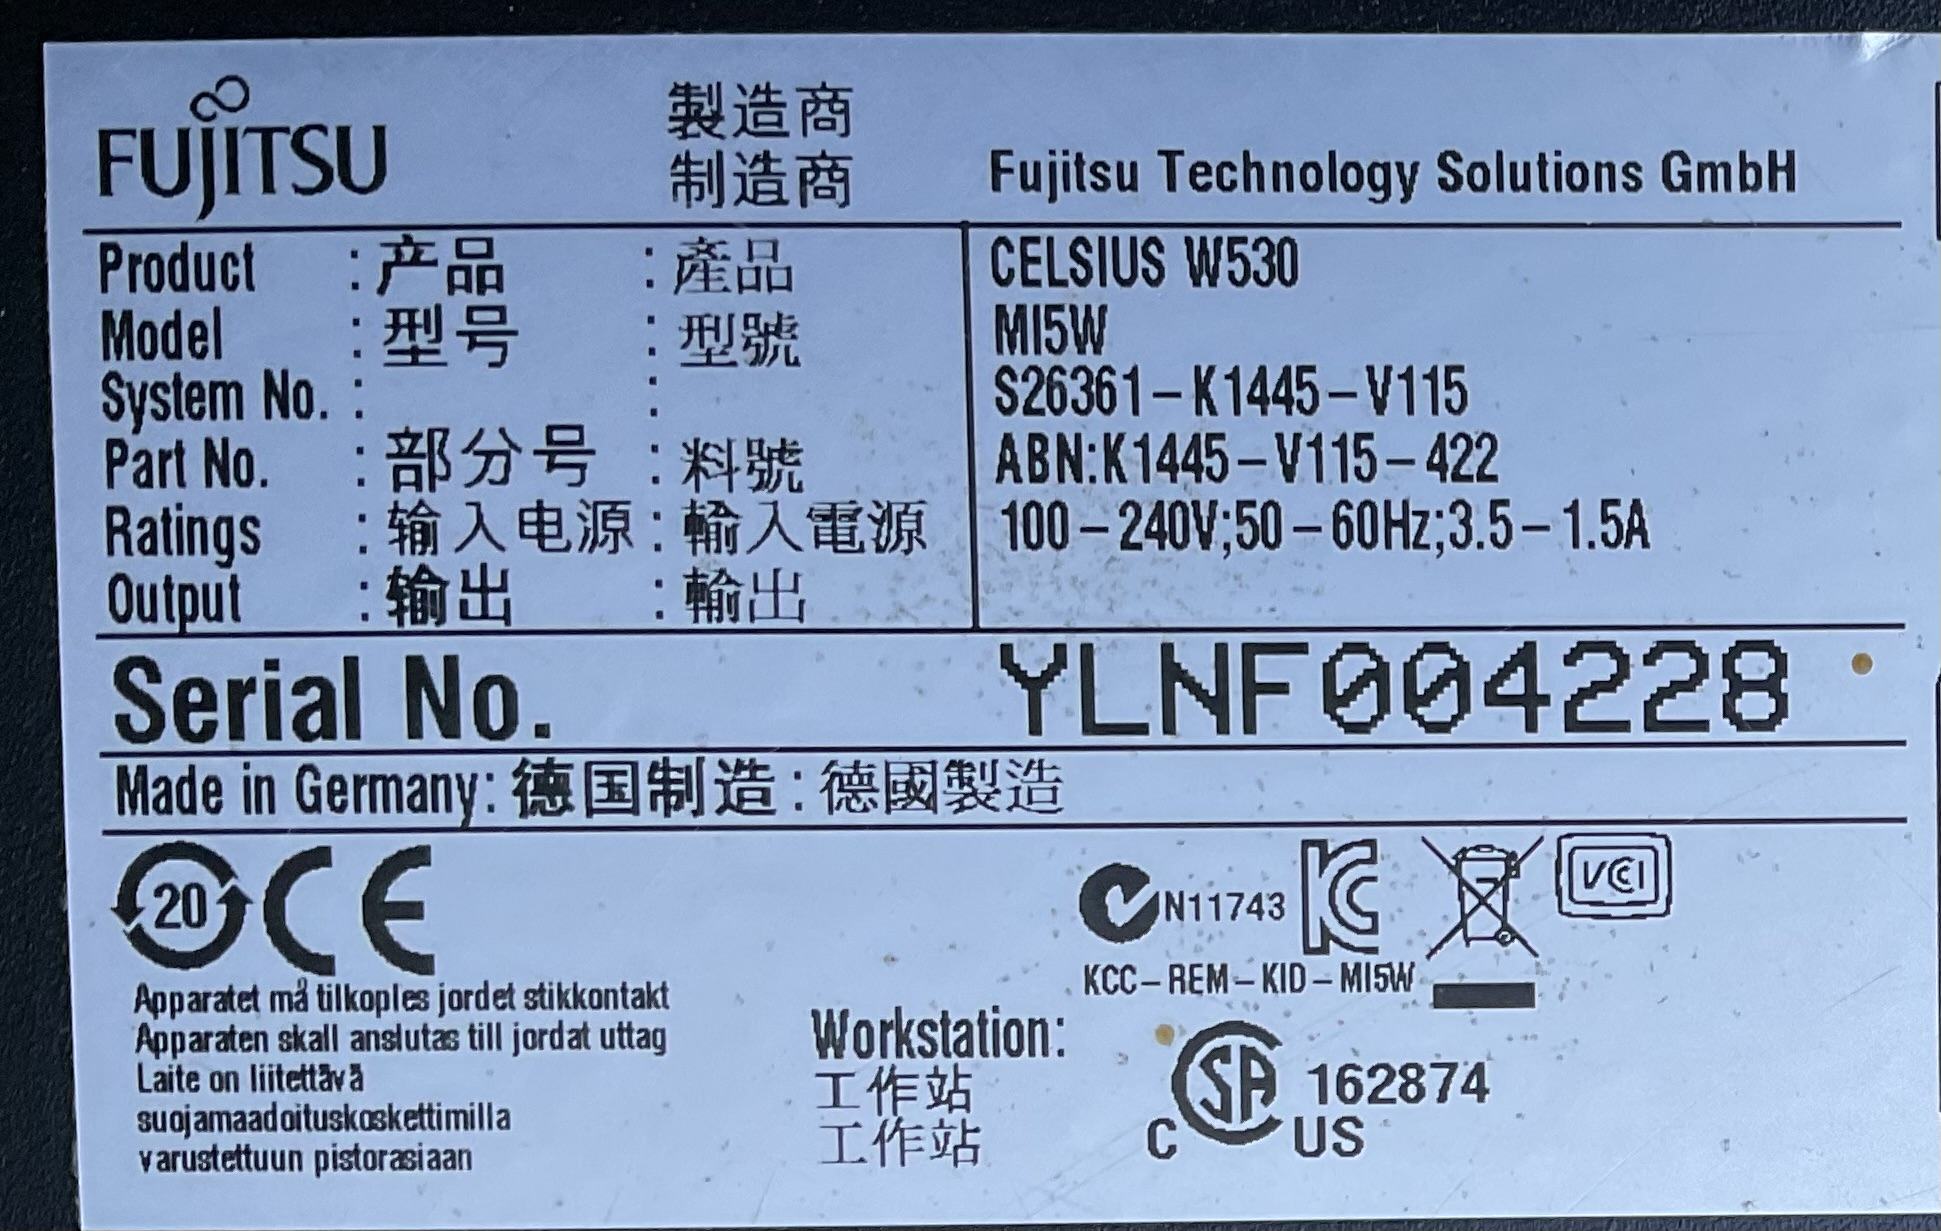 FUJITSU 製造商
制造商 Fujitsu Technology Solutions GmbH
Product : 产品 : 產品 CELSIUS W530
Model : 型号 : 型號 MI5W
System No. : : S26361-K1445-V115
Part No. : 部分号 : 料號 ABN:K1445-V115-422
Ratings : 输入电源 : 輸入電源 100-240V;50-60Hz;3.5-1.5A
Output : 输出 : 輸出
Serial No. YLNF004228
Made in Germany: 德国制造 : 德國製造
20 CE N11743 KC VCCI
KCC-REM-KID-MI5W
Apparatet må tilkoples jordet stikkontakt
Apparaten skall anslutas till jordat uttag
Laite on liitettävä
suojamaadoituskoskettimilla
varustettuun pistorasiaan
Workstation:
工作站
工作站
C SA US 162874